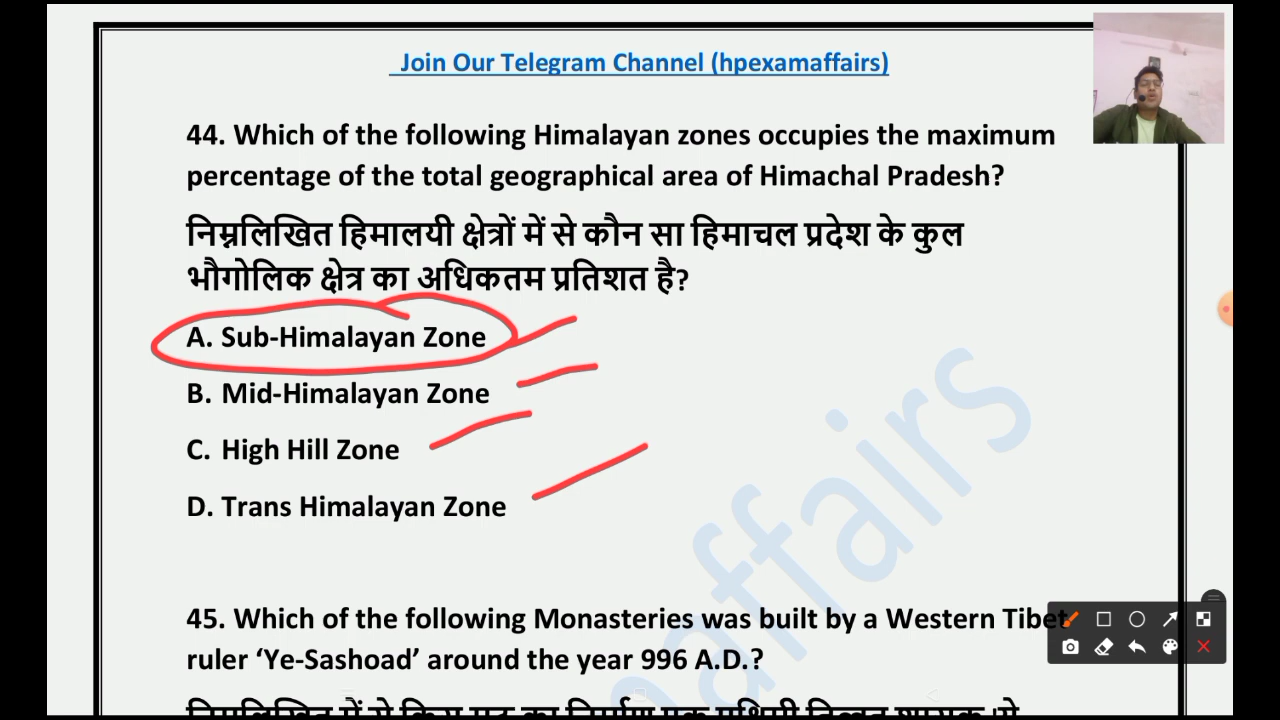 Join Our Telegram Channel (hpexamaffairs)
44. Which of the following Himalayan zones occupies the maximum
percentage of the total geographical area of Himachal Pradesh?
निम्नलिखित हिमालयी क्षेत्रों में से कौन सा हिमाचल प्रदेश के कुल
भौगोलिक क्षेत्र का अधिकतम प्रतिशत है?
A. Sub-Himalayan Zone
B. Mid-Himalayan Zone
C. High Hill Zone
D. Trans Himalayan Zone
affairs
45. Which of the following Monasteries was built by a Western Tibet
ruler ‘Ye-Sashoad’ around the year 996 A.D.?